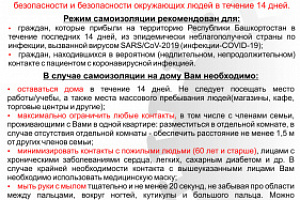 безопасности и безопасности окружающих людей в течение 14 дней.
Режим самоизоляции рекомендован для:
• граждан, которые прибыли на территорию Республики Башкортостан в
течение последних 14 дней, из эпидемически неблагополучной страны по
инфекции, вызванной вирусом SARS/CoV-2019 (инфекции-COVID-19);
• граждан, находившихся в вероятном (недлительном, непродолжительном)
контакте с пациентом с коронавирусной инфекцией.
В случае самоизоляции на дому Вам необходимо:
• оставаться дома в течение 14 дней. Не следует посещать место
работы/учебы, а также места массового пребывания людей(магазины, кафе,
торговые центры и другие);
• максимально ограничить любые контакты, в том числе с членами семьи,
проживающими с Вами в одной квартире: разместиться в отдельной комнате, в
случае отсутствия отдельной комнаты - обеспечить расстояние не менее 1,5 м
от других членов семьи;
• минимизировать контакты с пожилыми людьми (60 лет и старше), лицами с
хроническими заболеваниями сердца, легких, сахарным диабетом и др. В
случае крайней необходимости контакта с вышеуказанными лицами Вам
необходимо использовать медицинскую маску;
• мыть руки с мылом тщательно и не менее 20 секунд, не забывая про области
между пальцами, вокруг ногтей, кутикулы и большого пальца. Можно